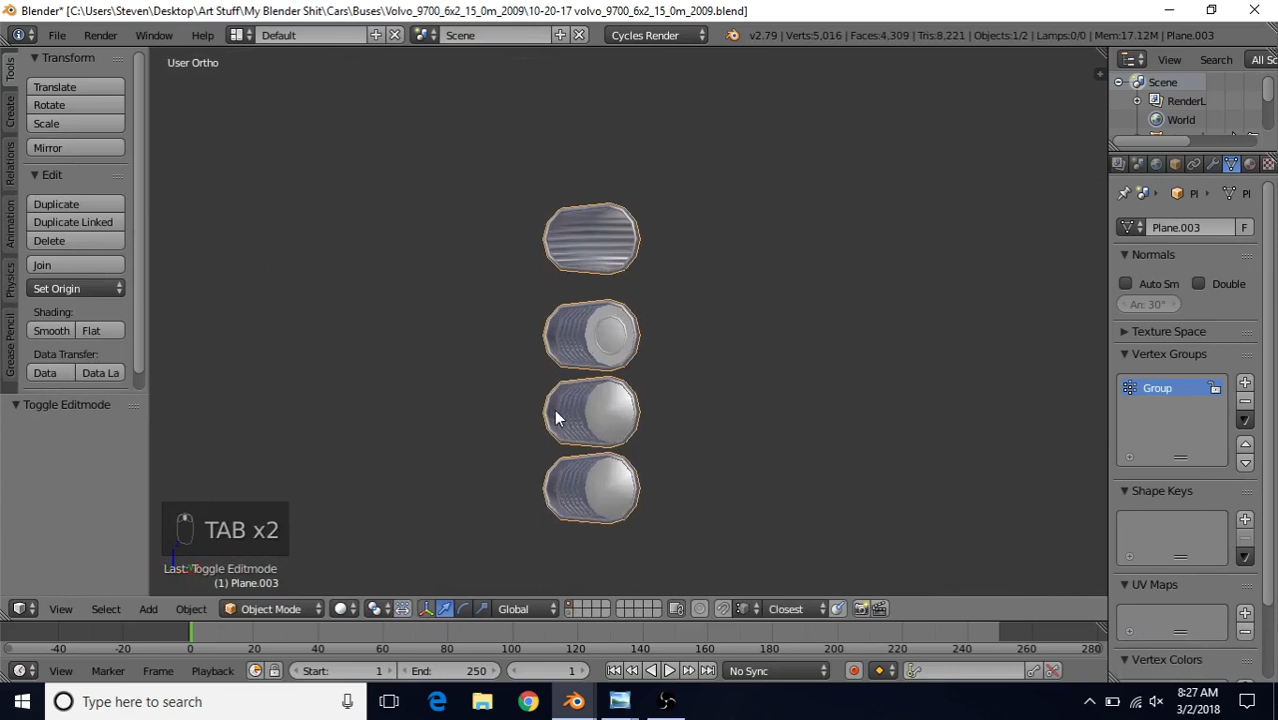 Blender* [C:\Users\Steven\Desktop\Art Stuff\My Blender Shit\Cars\Buses\Volvo_9700_6x2_15_0m_2009\10-20-17 volvo_9700_6x2_15_0m_2009.blend]
File Render Window Help Default Scene Cycles Render v2.79 | Verts:5,016 | Faces:4,309 | Tris:8,221 | Objects:1/2 | Lamps:0/0 | Mem:17.12M | Plane.003
Tools
Create
Relations
Animation
Physics
Grease Pencil
Transform
Translate
Rotate
Scale
Mirror
Edit
Duplicate
Duplicate Linked
Delete
Join
Set Origin
Shading:
Smooth Flat
Data Transfer:
Data Data La
Toggle Editmode
User Ortho
TAB x2
Last: Toggle Editmode
(1) Plane.003
View Search All Sc
Scene
RenderL
World
Pl Pl
Plane.003 F
Normals
Auto Sm Double
An: 30°
Texture Space
Vertex Groups
Group
Shape Keys
UV Maps
Vertex Colors
View Select Add Object Object Mode Global Closest
-40 -20 0 20 40 60 80 100 120 140 160 180 200 220 240 260 280
View Marker Frame Playback Start: 1 End: 250 1 No Sync
Type here to search
8:27 AM
3/2/2018